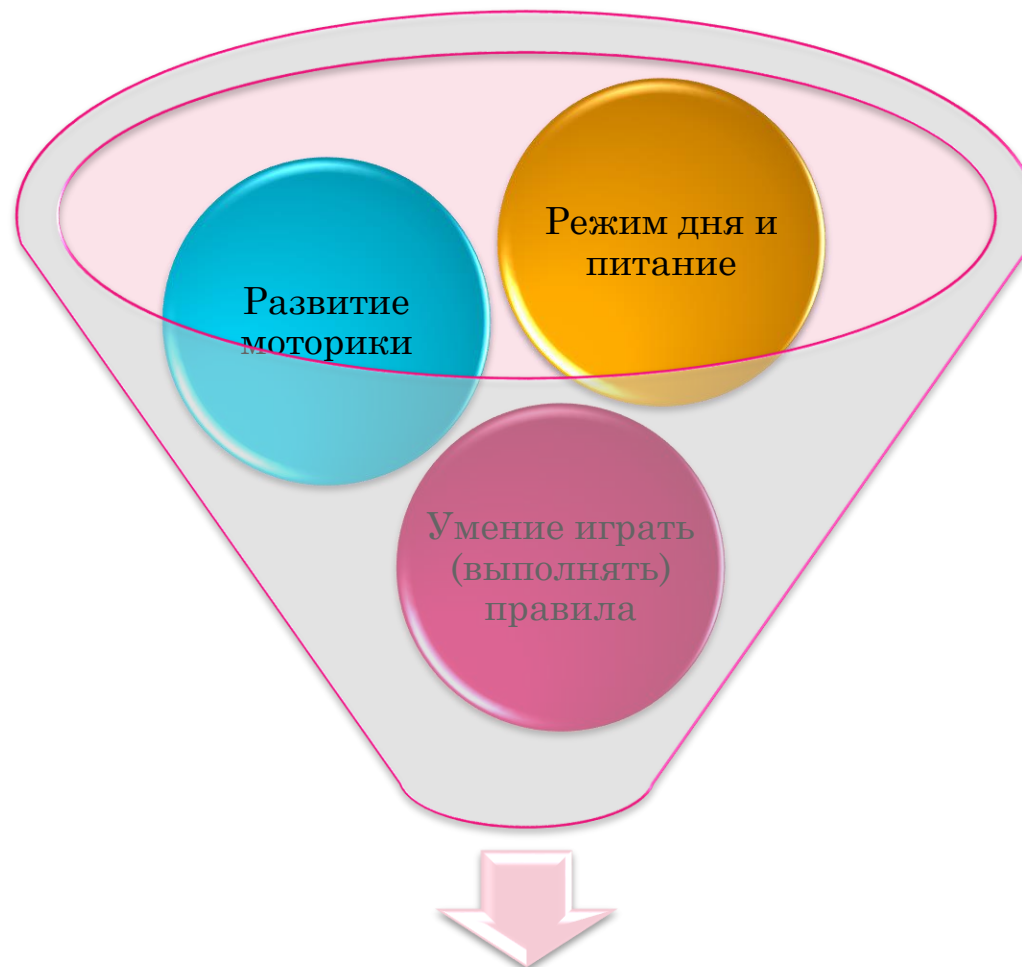 Режим дня и
питание
Развитие
моторики
Умение играть
(выполнять)
правила